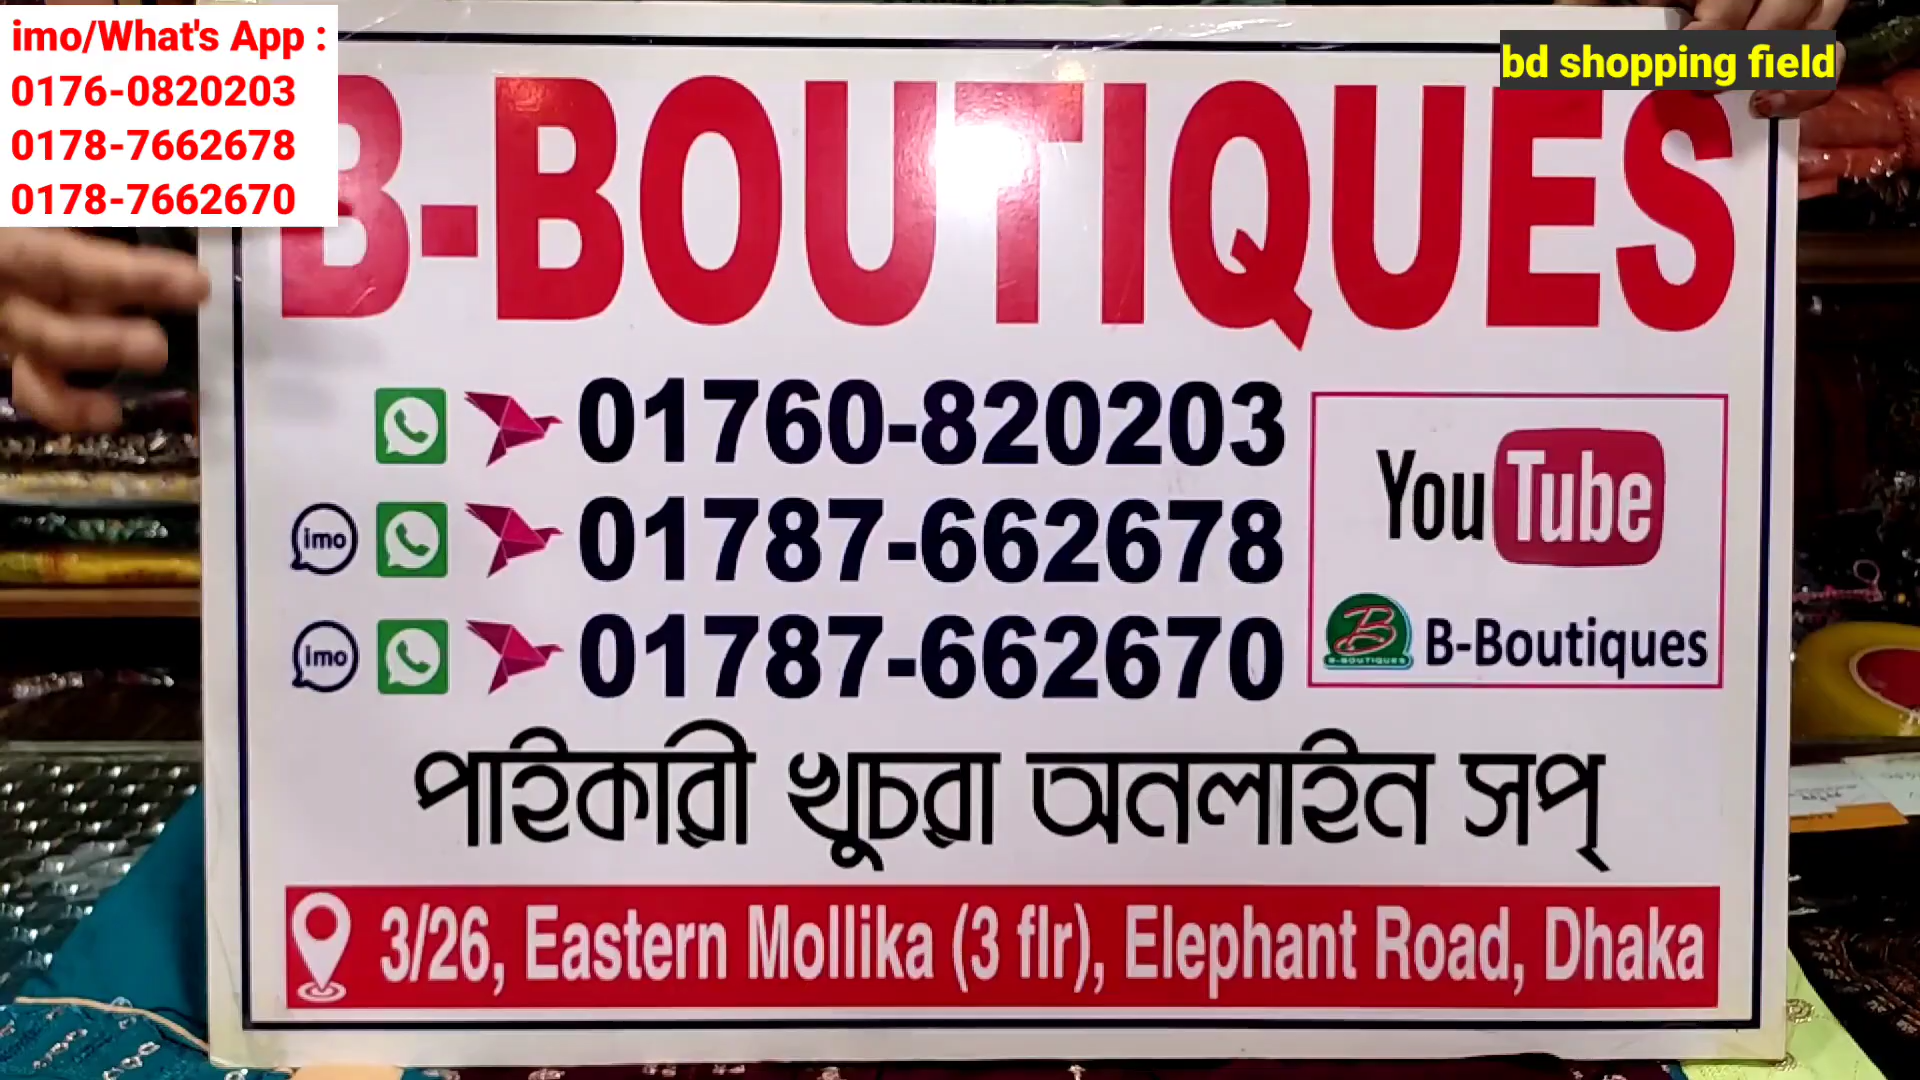 imo/What's App :
0176-0820203
0178-7662678
0178-7662670
bd shopping field
B-BOUTIQUES
01760-820203
imo 01787-662678
imo 01787-662670
YouTube
B-BOUTIQUES B-Boutiques
পাইকারী খুচরা অনলাইন সপ্
3/26, Eastern Mollika (3 flr), Elephant Road, Dhaka